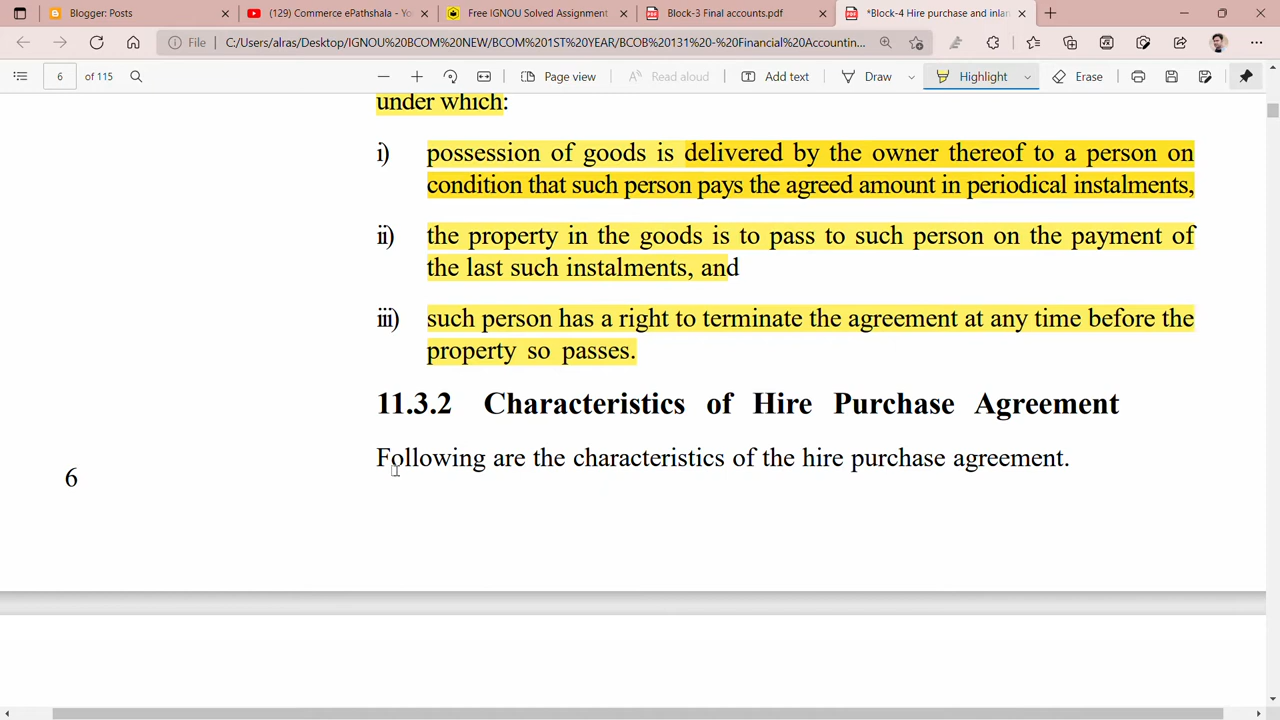 Blogger: Posts
(129) Commerce ePathshala - Yo
Free IGNOU Solved Assignment
Block-3 Final accounts.pdf
*Block-4 Hire purchase and inlan
File
C:/Users/alras/Desktop/IGNOU%20BCOM%20NEW/BCOM%201ST%20YEAR/BCOB%20131%20-%20Financial%20Accountin...
6 of 115
Page view
Read aloud
Add text
Draw
Highlight
Erase
under which:
i) possession of goods is delivered by the owner thereof to a person on
condition that such person pays the agreed amount in periodical instalments,
ii) the property in the goods is to pass to such person on the payment of
the last such instalments, and
iii) such person has a right to terminate the agreement at any time before the
property so passes.
11.3.2 Characteristics of Hire Purchase Agreement
Following are the characteristics of the hire purchase agreement.
6